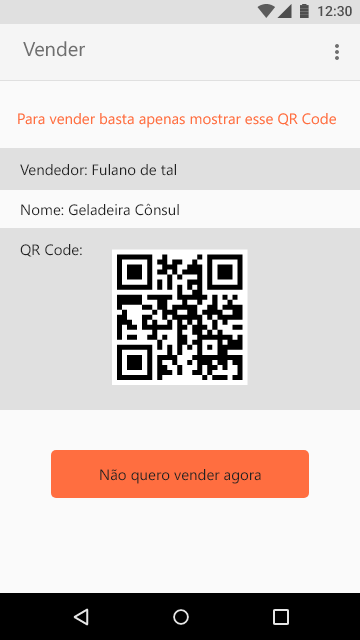 12:30
Vender
Para vender basta apenas mostrar esse QR Code
Vendedor: Fulano de tal
Nome: Geladeira Cônsul
QR Code:
Não quero vender agora